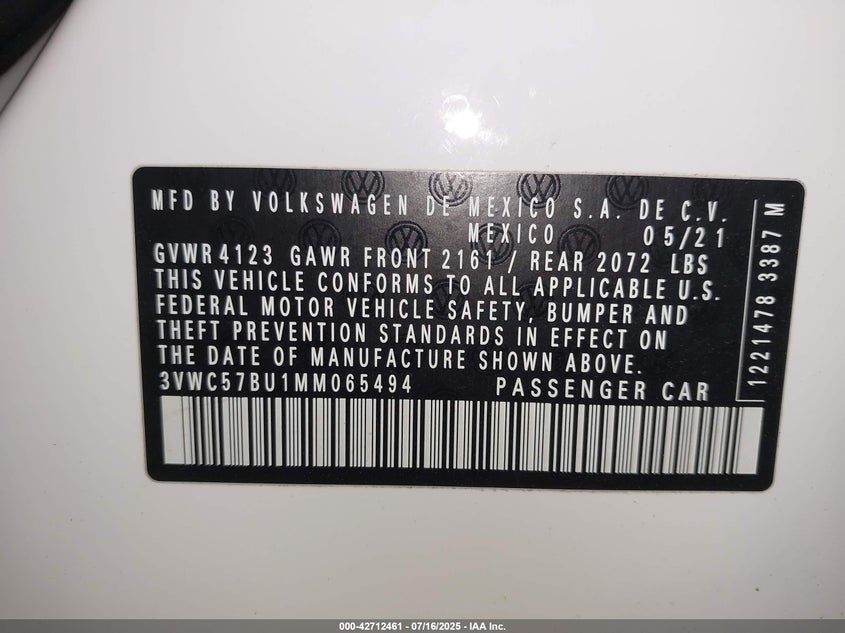 MFD BY VOLKSWAGEN DE MEXICO S.A. DE C.V.
MEXICO 05/21
GVWR 4123 GAWR FRONT 2161 / REAR 2072 LBS
THIS VEHICLE CONFORMS TO ALL APPLICABLE U.S.
FEDERAL MOTOR VEHICLE SAFETY, BUMPER AND
THEFT PREVENTION STANDARDS IN EFFECT ON
THE DATE OF MANUFACTURE SHOWN ABOVE.
3VWC57BU1MM065494 PASSENGER CAR
1221478 3387 M
000-42712461 - 07/16/2025 - IAA Inc.